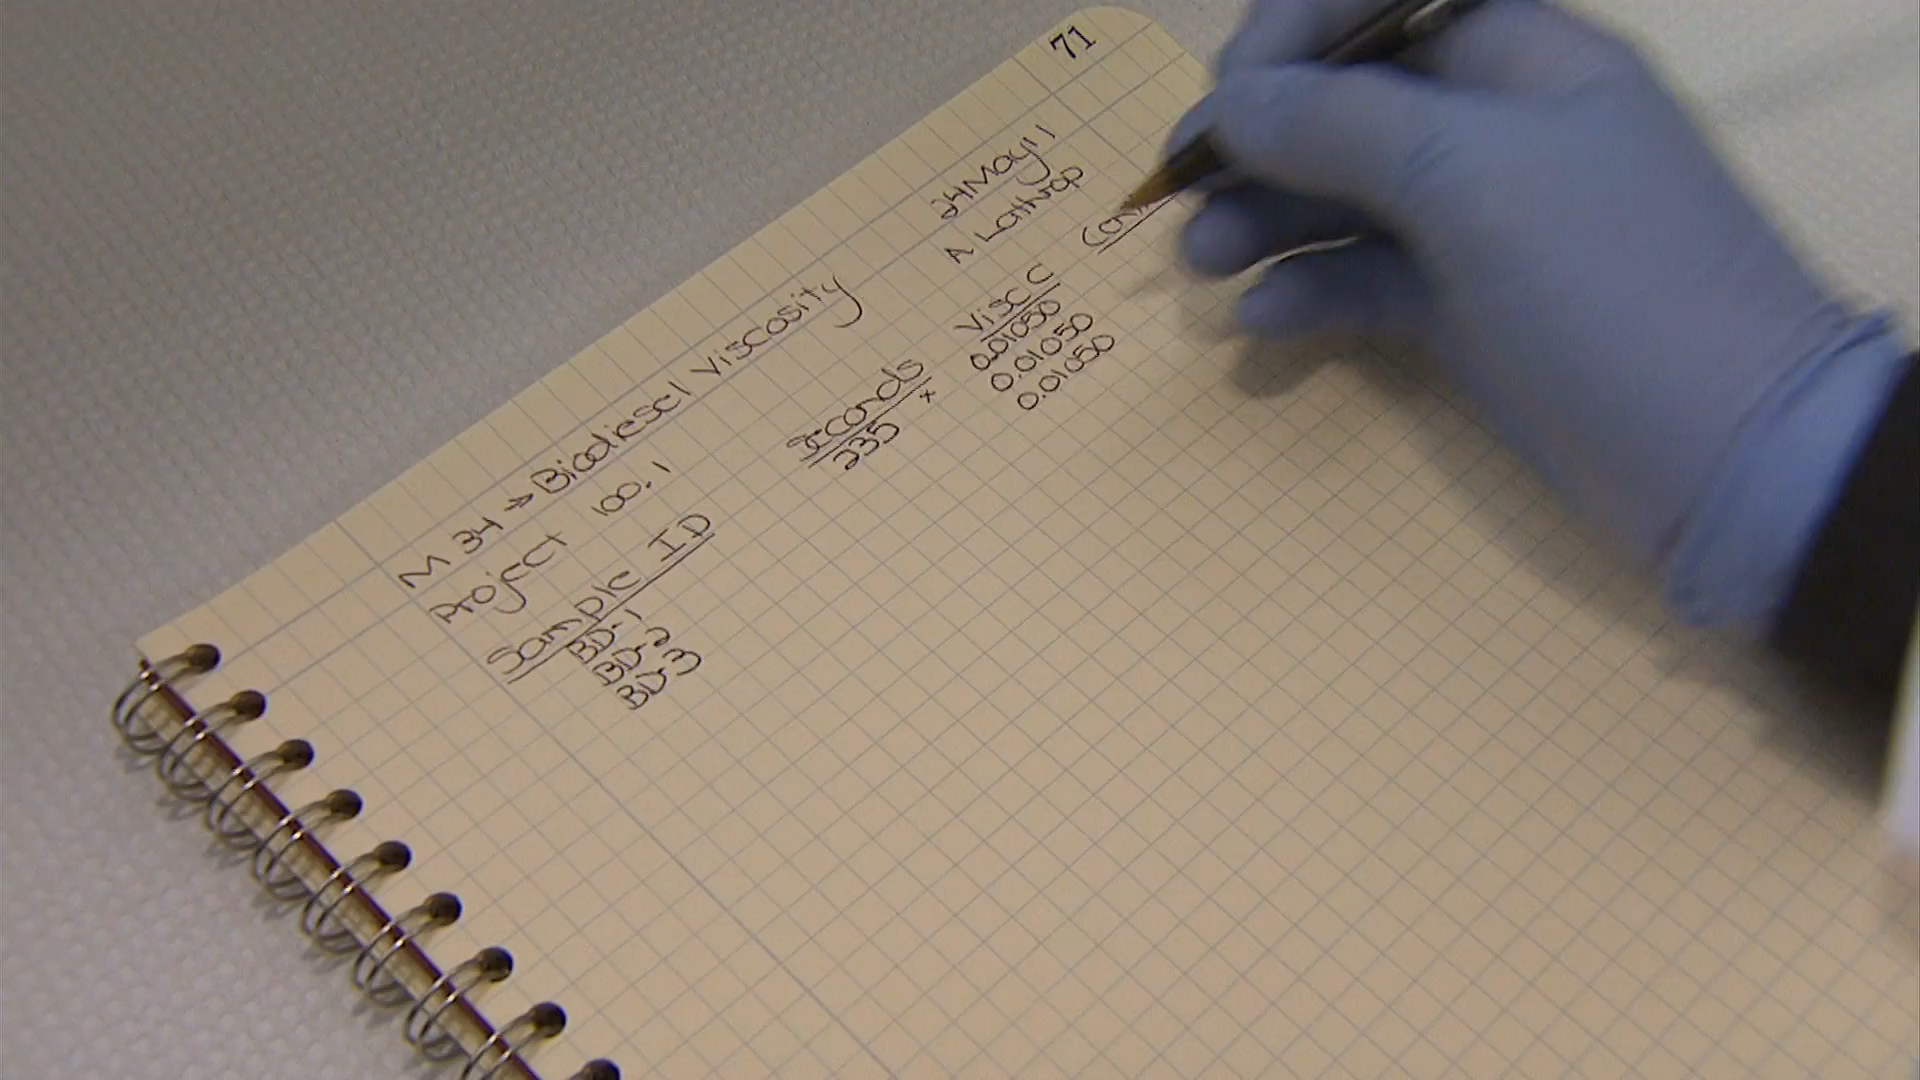 71
M 34 → Biodiesel Viscosity 24May11
Project 100.1 A Lathrop
Sample ID Seconds Visc C
BD-1 235 x 0.01050
BD-2 0.01050
BD-3 0.01050